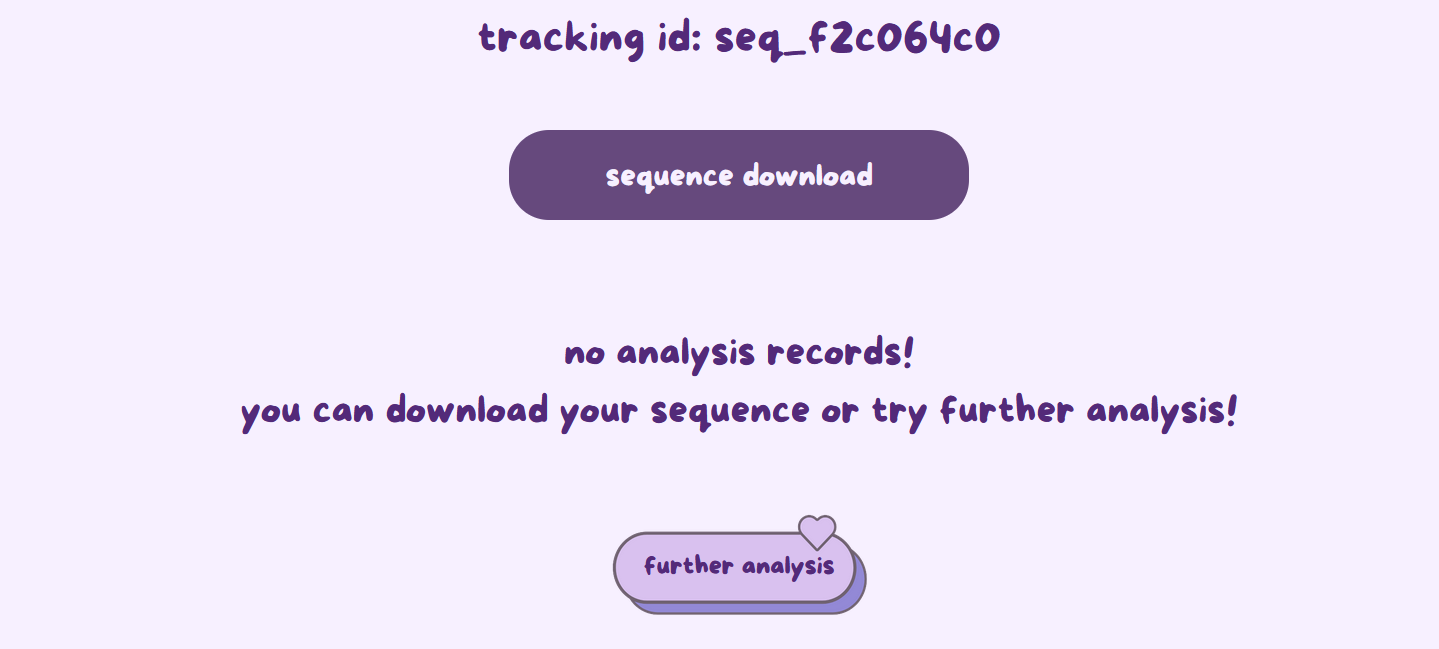 tracking id: seq_f2c064c0
sequence download
no analysis records!
you can download your sequence or try further analysis!
further analysis